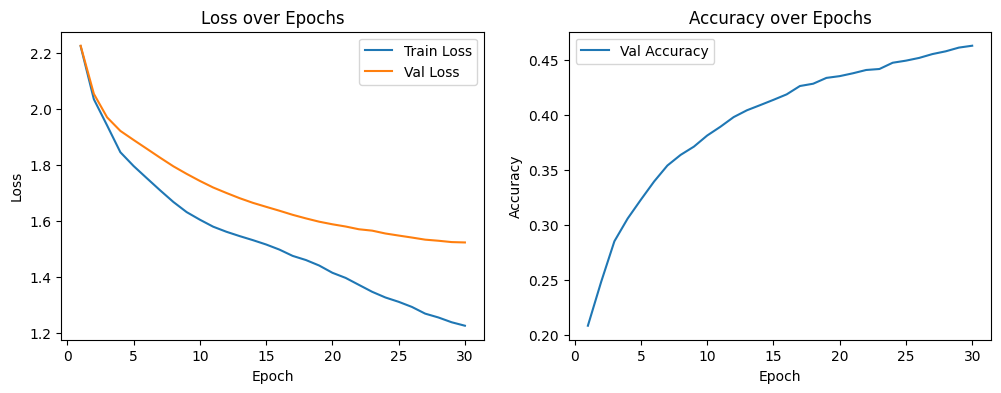 Loss over Epochs
Train Loss
Val Loss
Loss
2.2
2.0
1.8
1.6
1.4
1.2
0
5
10
15
20
25
30
Epoch
Accuracy over Epochs
Val Accuracy
Accuracy
0.45
0.40
0.35
0.30
0.25
0.20
0
5
10
15
20
25
30
Epoch